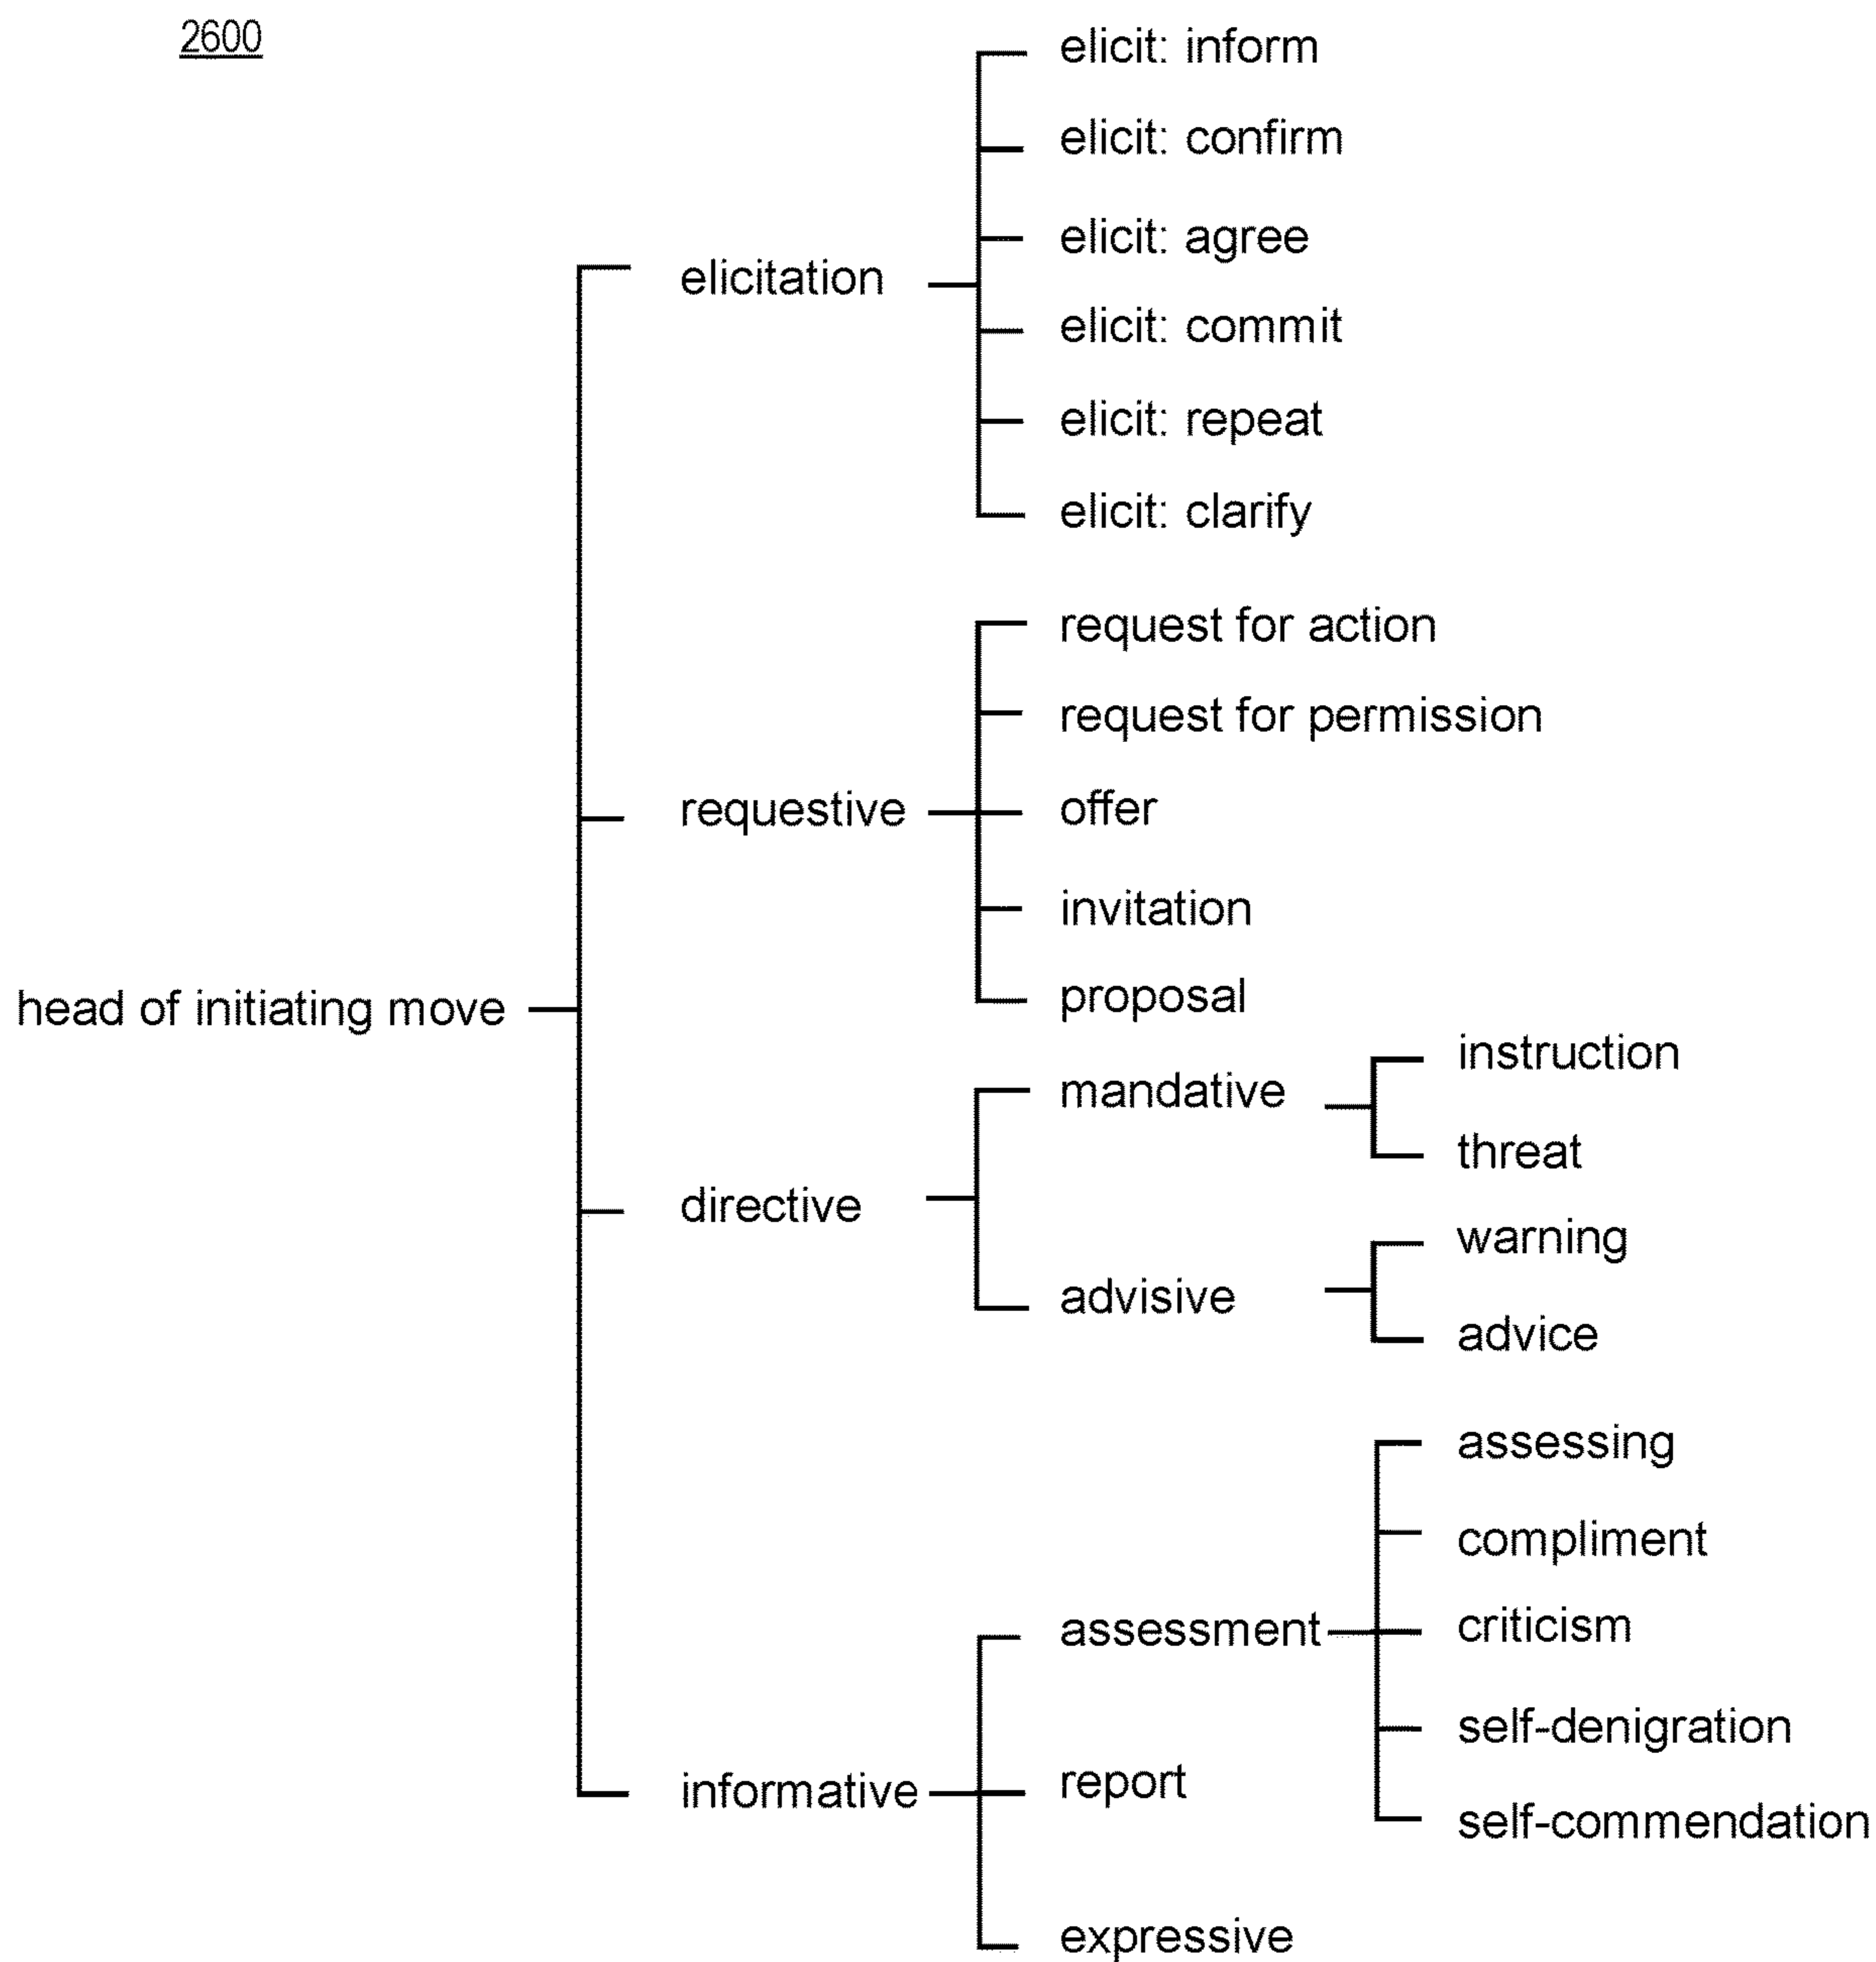 2600
elicit: inform
elicit: confirm
elicit: agree
elicitation
elicit: commit
elicit: repeat
elicit: clarify
request for action
request for permission
requestive
offer
invitation
head of initiating move
proposal
instruction
mandative
threat
directive
warning
advisive
advice
assessing
compliment
assessment
criticism
self-denigration
informative
report
self-commendation
expressive